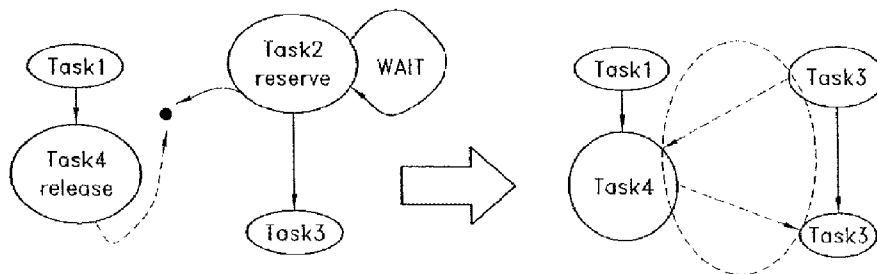 Task1
Task4
release
Task2
reserve
WAIT
Task3
Task1
Task4
Task3
Task3